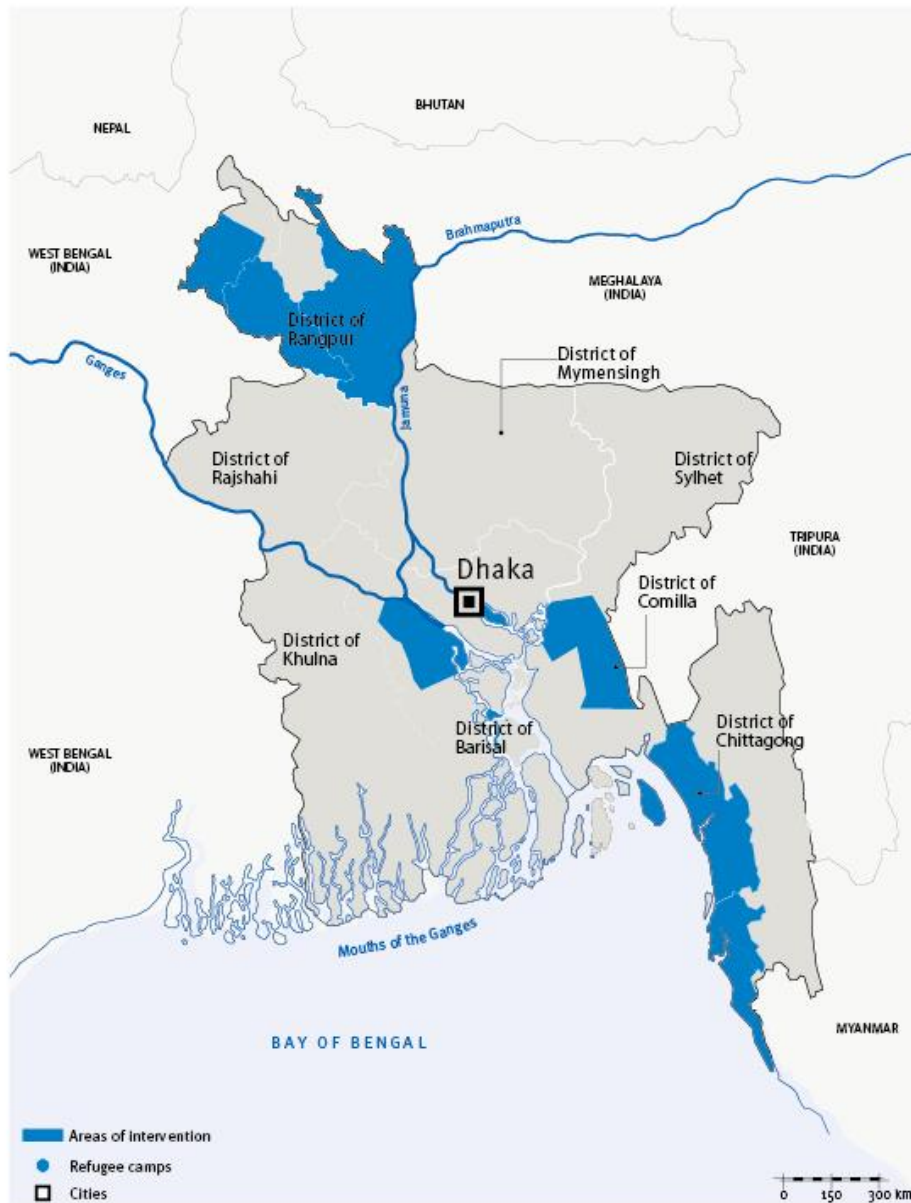 BHUTAN
NEPAL
Brahmaputra
WEST BENGAL
(INDIA)
MEGHALAYA
(INDIA)
District of
Rangpur
Ganges
District of
Mymensingh
Jamuna
District of
Rajshahi
District of
Sylhet
TRIPURA
(INDIA)
Dhaka
District of
Comilla
District of
Khulna
District of
Barisal
District of
Chittagong
WEST BENGAL
(INDIA)
Mouths of the Ganges
BAY OF BENGAL
MYANMAR
Areas of intervention
Refugee camps
Cities
0 150 300 km